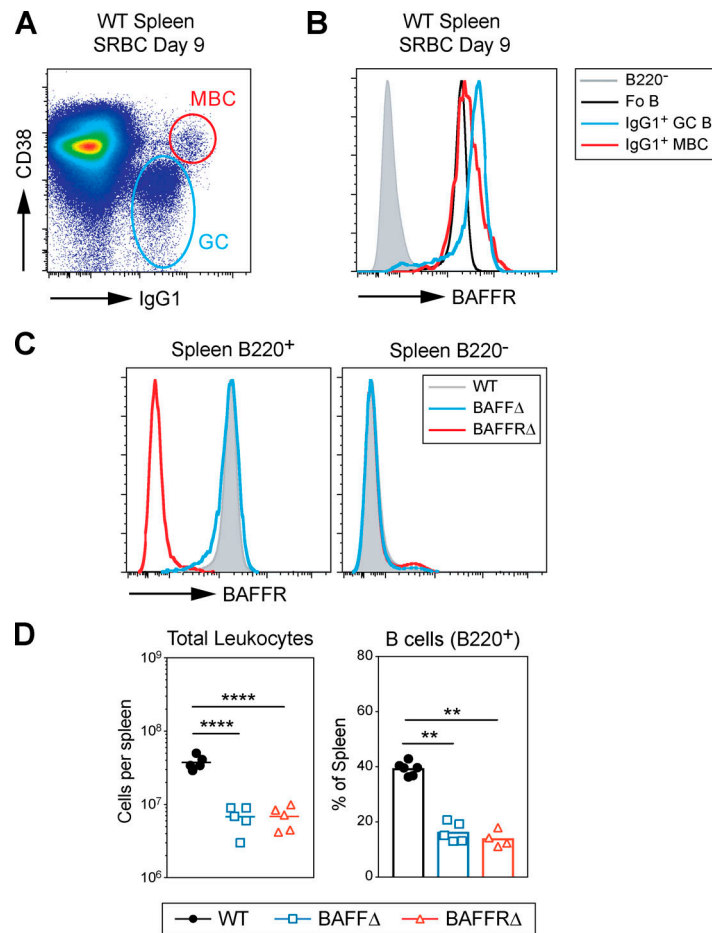 A
WT Spleen
SRBC Day 9
CD38
MBC
GC
IgG1
B
WT Spleen
SRBC Day 9
BAFFR
B220⁻
Fo B
IgG1⁺ GC B
IgG1⁺ MBC
C
Spleen B220⁺
Spleen B220⁻
WT
BAFFΔ
BAFFRΔ
BAFFR
D
Total Leukocytes
Cells per spleen
10⁹
10⁸
10⁷
10⁶
****
****
B cells (B220⁺)
% of Spleen
80
60
40
20
0
**
**
WT
BAFFΔ
BAFFRΔ